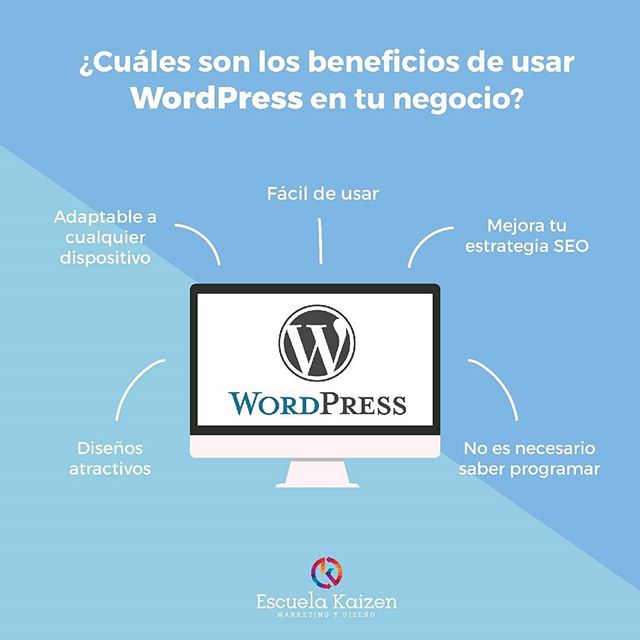 ¿Cuáles son los beneficios de usar
WordPress en tu negocio?
Fácil de usar
Adaptable a
cualquier
dispositivo
Mejora tu
estrategia SEO
WORDPRESS
Diseños
atractivos
No es necesario
saber programar
Escuela Kaizen
MARKETING Y DISEÑO